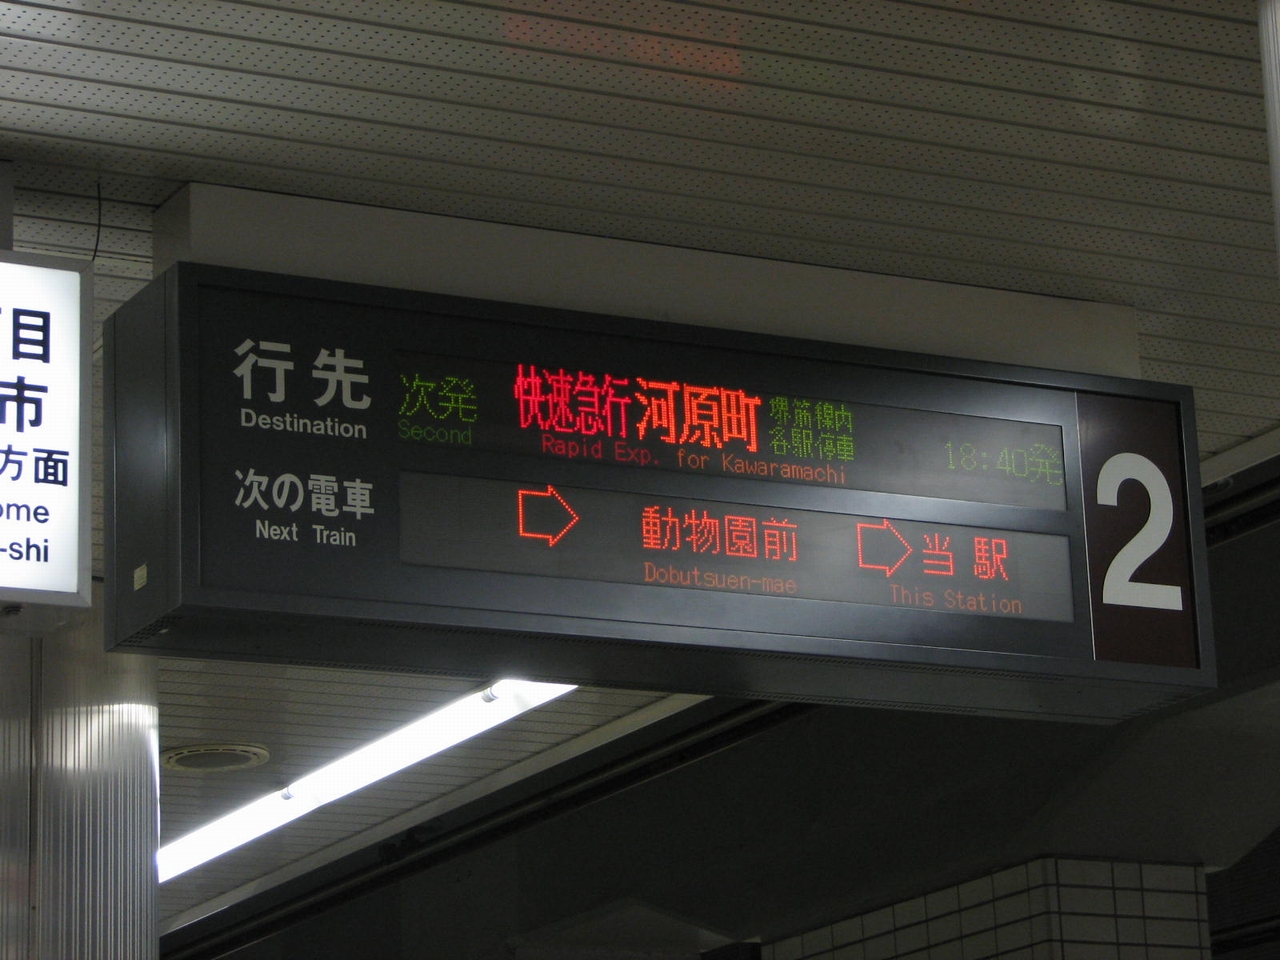 目
市
方面
ome
-shi
行先
Destination
次発
Second
快速急行河原町
Rapid Exp. for Kawaramachi
堺筋線内
各駅停車
18:40発
次の電車
Next Train
動物園前
Dobutsuen-mae
当駅
This Station
2